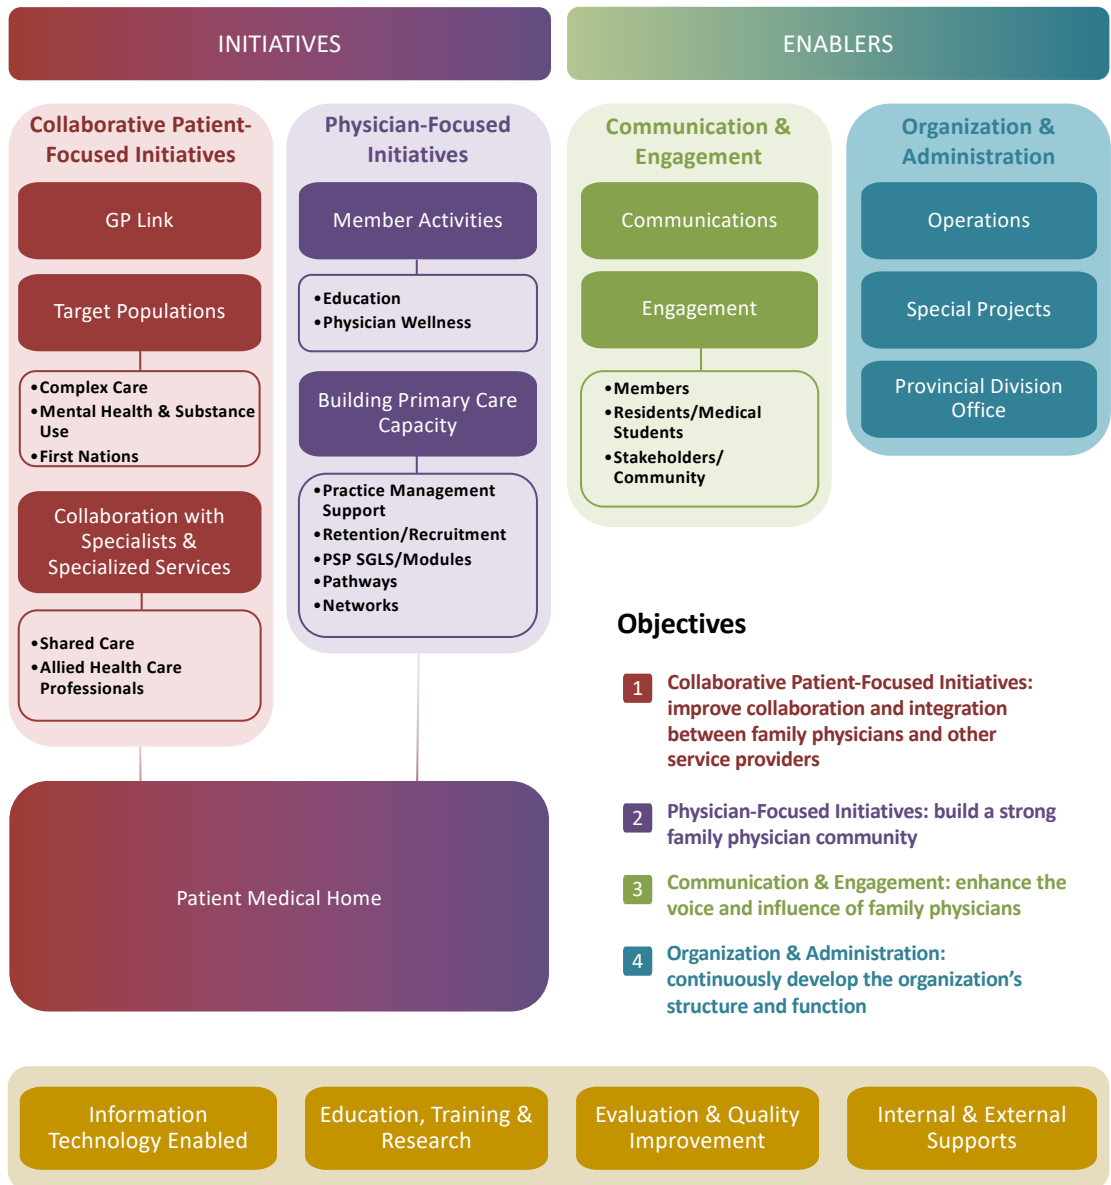 INITIATIVES
ENABLERS
Collaborative Patient-
Focused Initiatives
GP Link
Target Populations
•Complex Care
•Mental Health & Substance
Use
•First Nations
Collaboration with
Specialists &
Specialized Services
•Shared Care
•Allied Health Care
Professionals
Physician-Focused
Initiatives
Member Activities
•Education
•Physician Wellness
Building Primary Care
Capacity
•Practice Management
Support
•Retention/Recruitment
•PSP SGLS/Modules
•Pathways
•Networks
Communication &
Engagement
Communications
Engagement
•Members
•Residents/Medical
Students
•Stakeholders/
Community
Organization &
Administration
Operations
Special Projects
Provincial Division
Office
Patient Medical Home
Objectives
1 Collaborative Patient-Focused Initiatives:
improve collaboration and integration
between family physicians and other
service providers
2 Physician-Focused Initiatives: build a strong
family physician community
3 Communication & Engagement: enhance the
voice and influence of family physicians
4 Organization & Administration:
continuously develop the organization's
structure and function
Information
Technology Enabled
Education, Training &
Research
Evaluation & Quality
Improvement
Internal & External
Supports